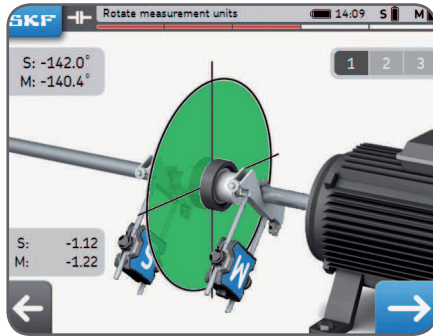 SKF Rotate measurement units 14:09 S M
S: -142.0°
M: -140.4°
1 2 3
S M
S: -1.12
M: -1.22